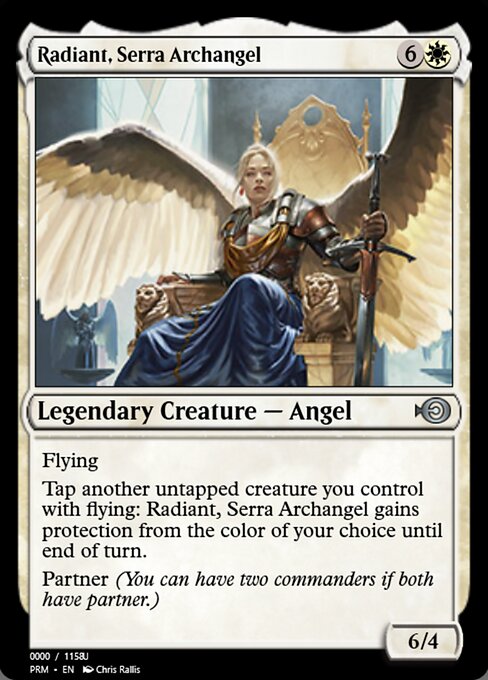 Radiant, Serra Archangel 6
Legendary Creature — Angel
Flying
Tap another untapped creature you control
with flying: Radiant, Serra Archangel gains
protection from the color of your choice until
end of turn.
Partner (You can have two commanders if both
have partner.)
6/4
0000 / 1158J
PRM • EN Chris Rallis